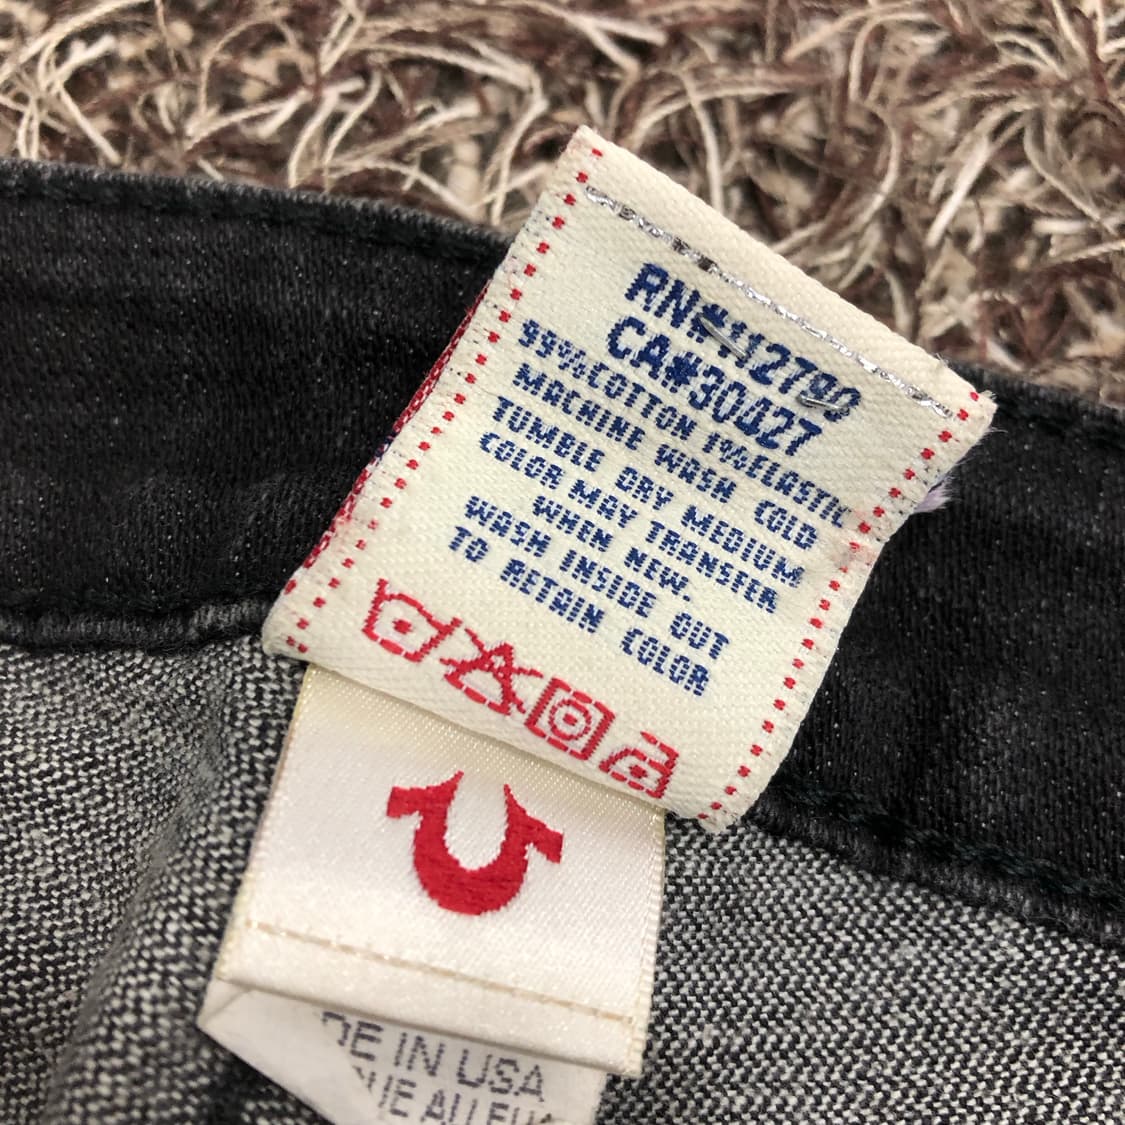 RN#112790
CA#30427
99%COTTON 1%ELASTIC
MACHINE WASH COLD
TUMBLE DRY MEDIUM
COLOR MAY TRANSFER
WHEN NEW.
WASH INSIDE OUT
TO RETAIN COLOR
DE IN USA